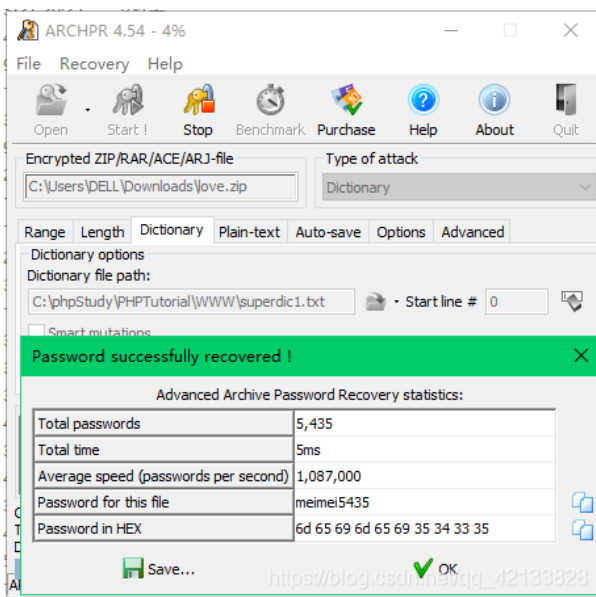 ARCHPR 4.54 - 4%
File Recovery Help
Open Start ! Stop Benchmark Purchase Help About Quit
Encrypted ZIP/RAR/ACE/ARJ-file Type of attack
C:\Users\DELL\Downloads\love.zip Dictionary
Range Length Dictionary Plain-text Auto-save Options Advanced
Dictionary options
Dictionary file path:
C:\phpStudy\PHPTutorial\WWW\superdic1.txt Start line # 0
Smart mutations
Password successfully recovered !
Advanced Archive Password Recovery statistics:
Total passwords 5,435
Total time 5ms
Average speed (passwords per second) 1,087,000
Password for this file meimei5435
Password in HEX 6d 65 69 6d 65 69 35 34 33 35
Save... OK
https://blog.csdn.net/qq_42133828